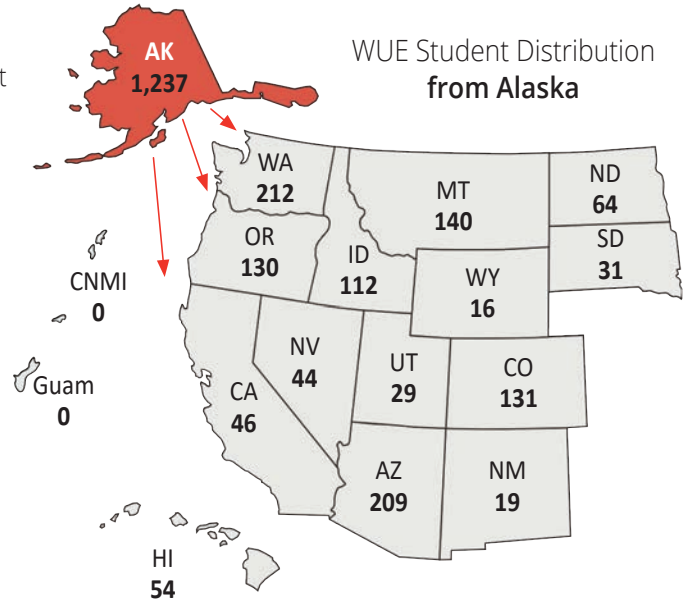 WUE Student Distribution
from Alaska
t
AK
1,237
WA
212
MT
140
ND
64
OR
130
ID
112
SD
31
WY
16
CNMI
0
NV
44
UT
29
CO
131
Guam
0
CA
46
AZ
209
NM
19
HI
54